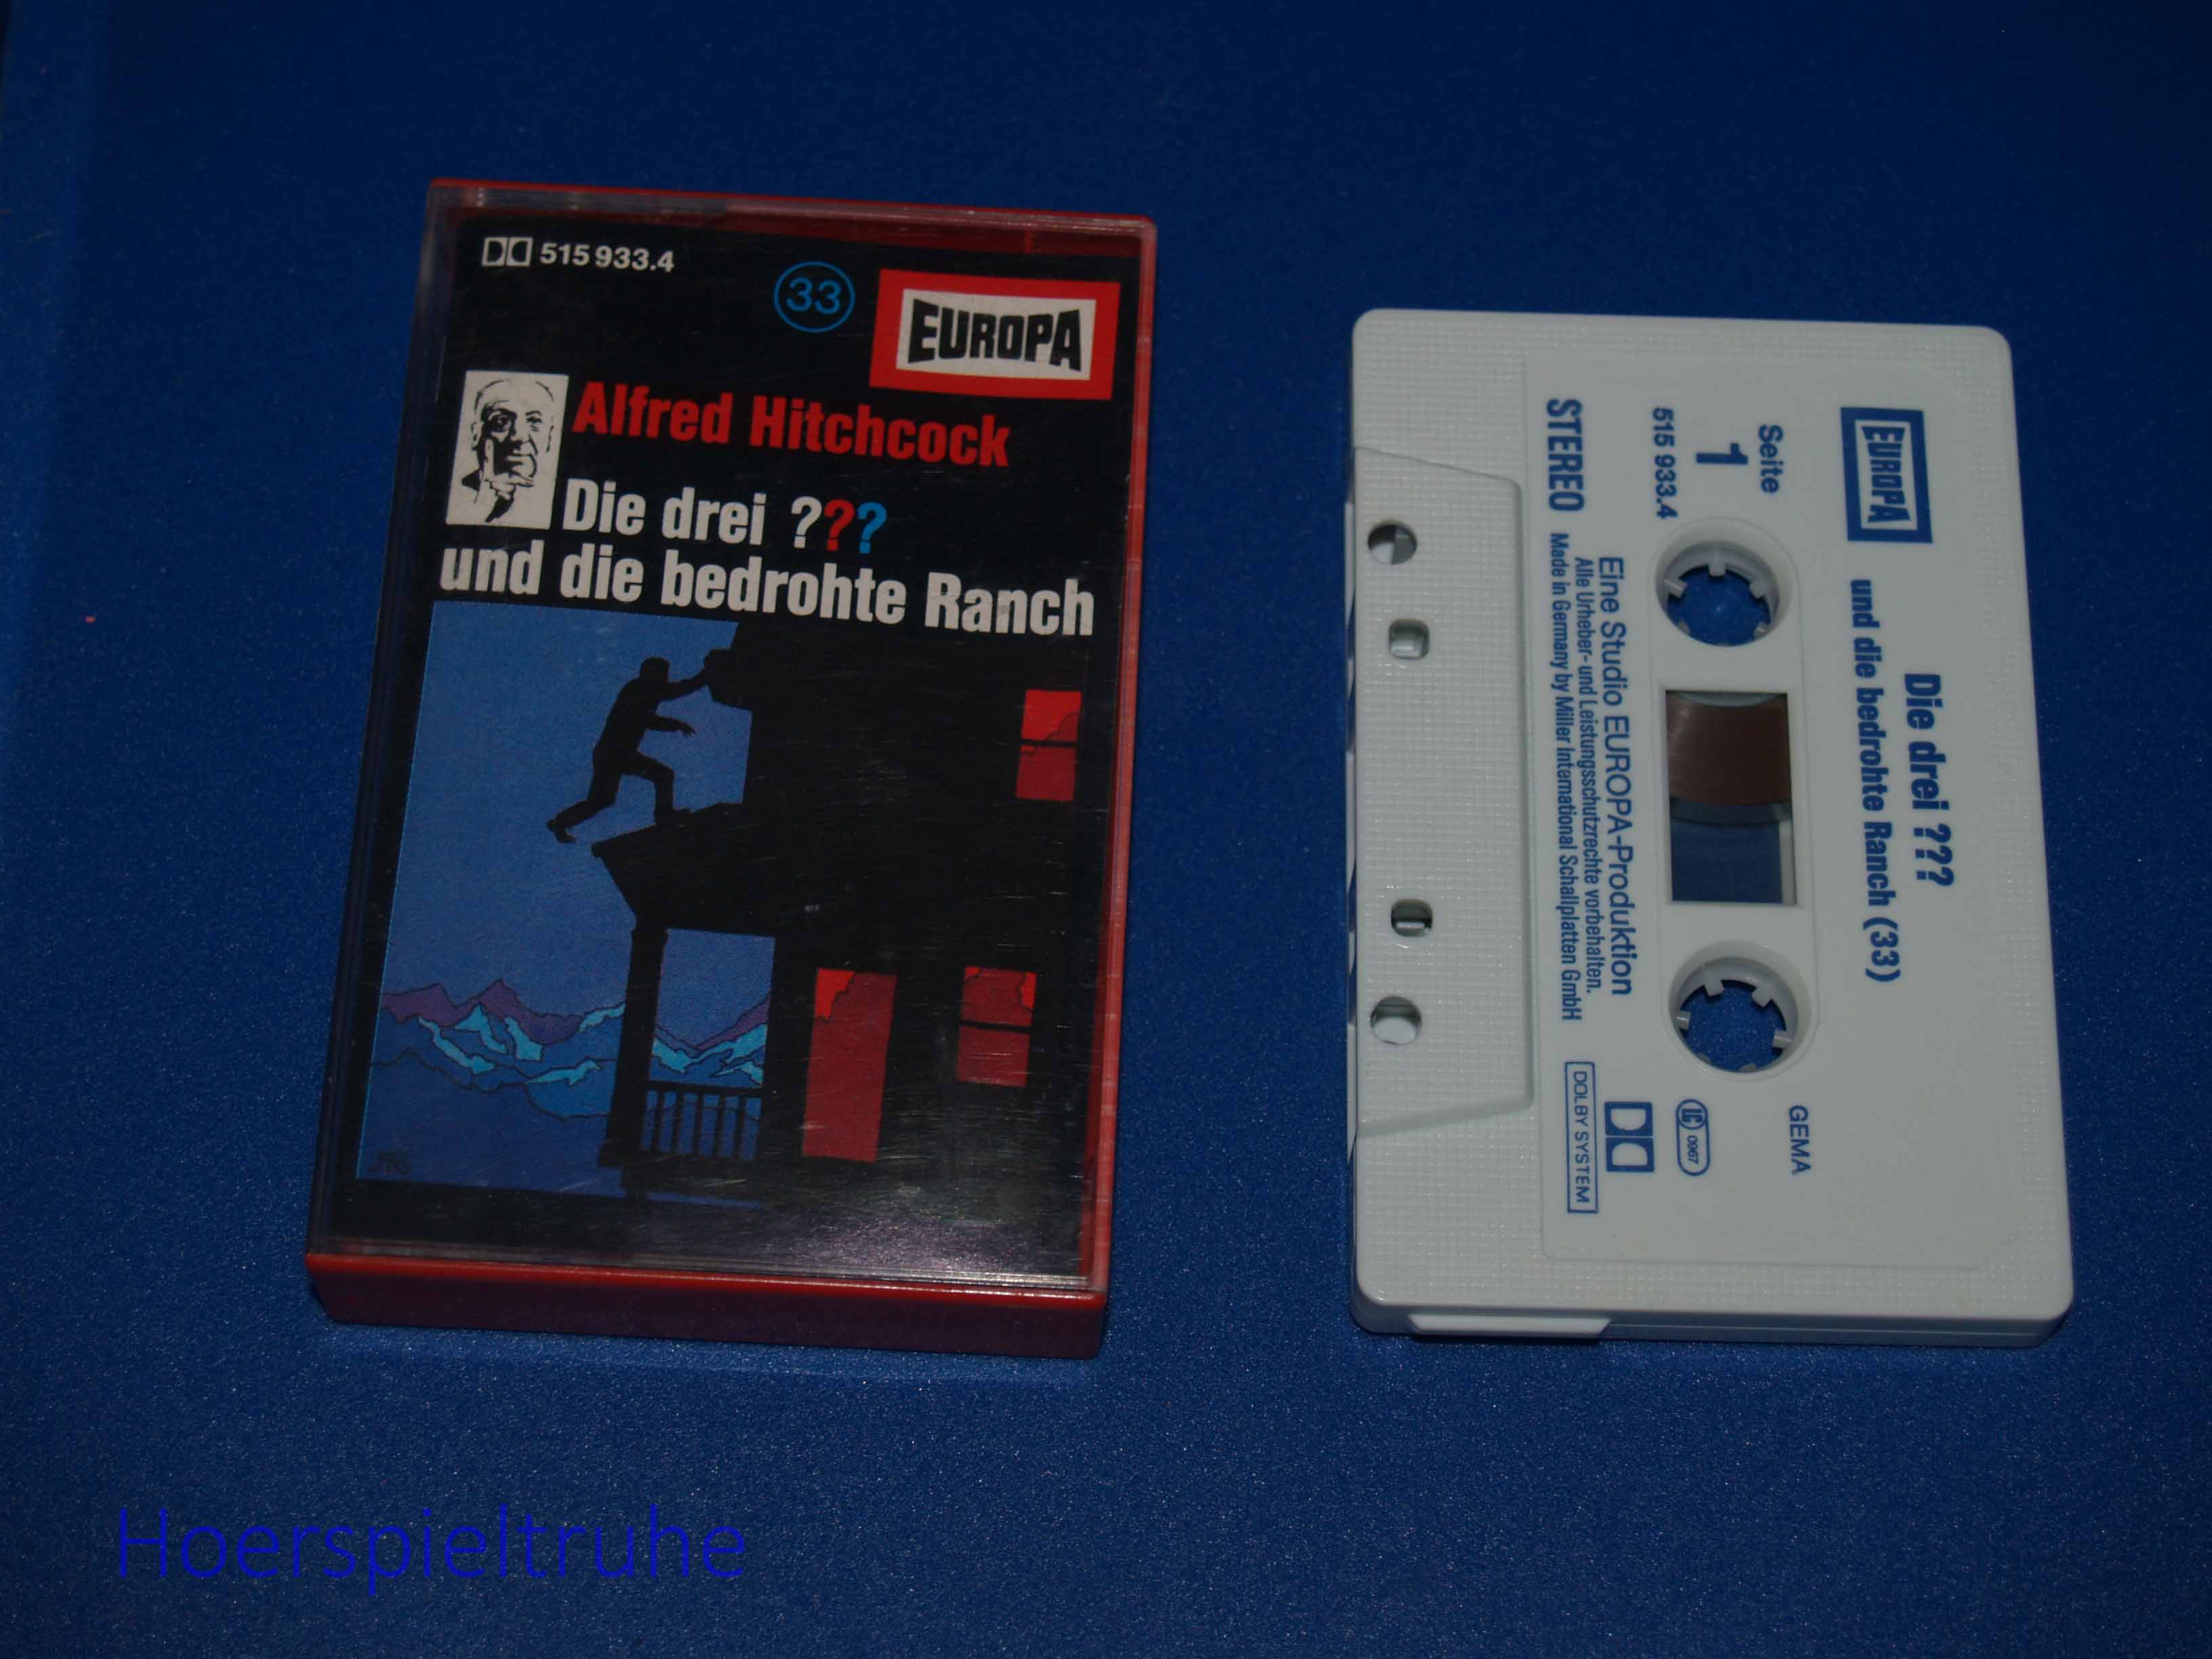 515 933.4
33
EUROPA
Alfred Hitchcock
Die drei ???
und die bedrohte Ranch
EUROPA
Die drei ???
und die bedrohte Ranch (33)
Seite
1
515 933.4
GEMA
LC 0967
Eine Studio EUROPA-Produktion
Alle Urheber- und Leistungsschutzrechte vorbehalten.
Made in Germany by Miller International Schallplatten GmbH
STEREO
DOLBY SYSTEM
Hoerspieltruhe